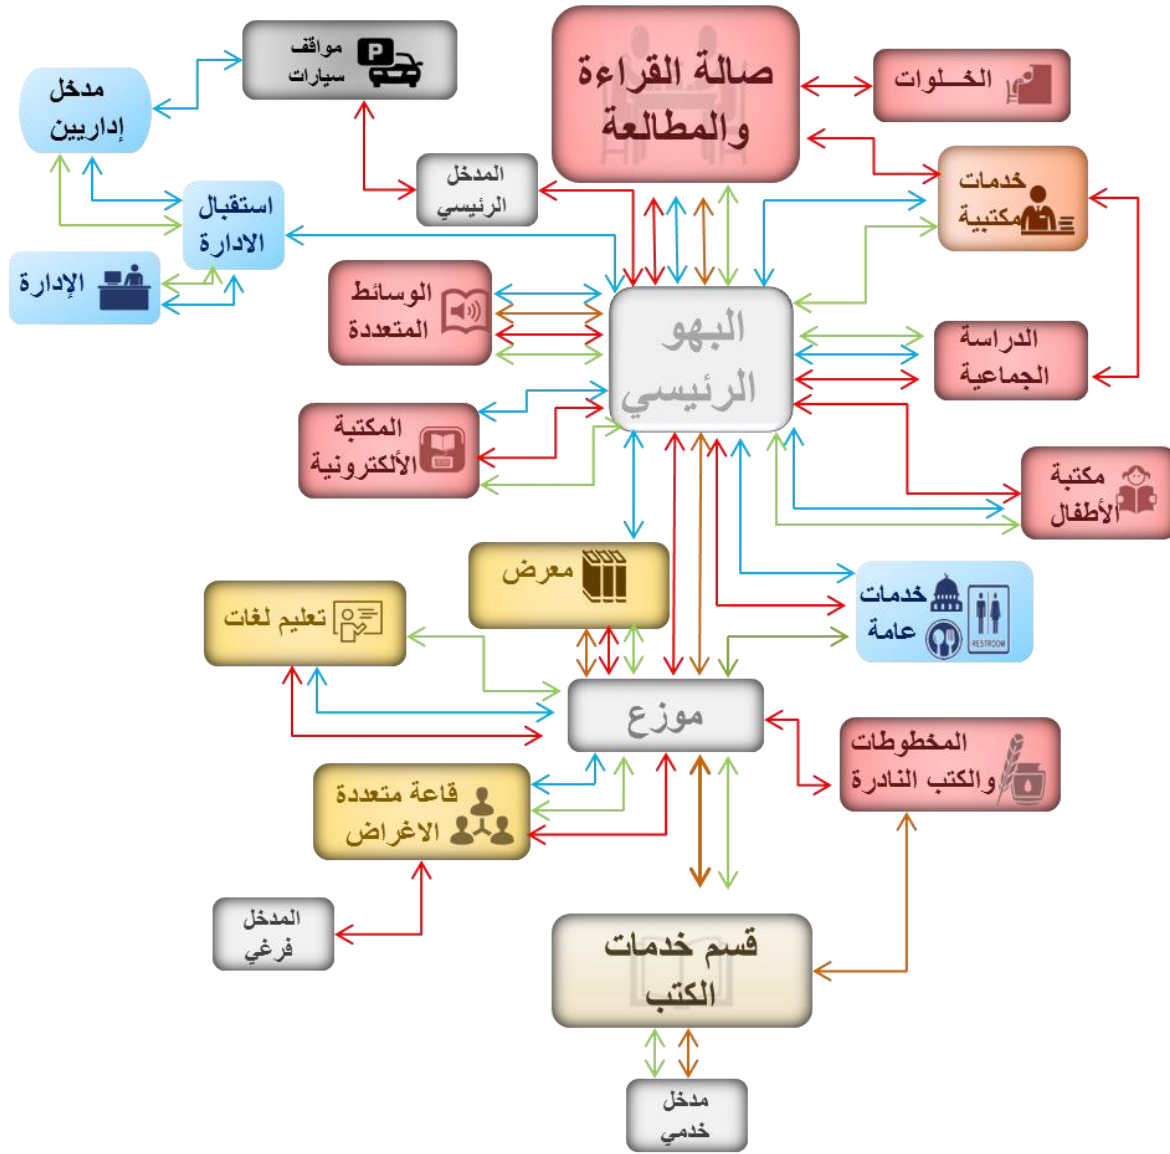 مواقف
سيارات
صالة القراءة
والمطالعة
الخـــلوات
مدخل
إداريين
المدخل
الرئيسي
خدمات
مكتبية
استقبال
الادارة
الإدارة
الوسائط
المتعددة
البهو
الرئيسي
الدراسة
الجماعية
المكتبة
الألكترونية
مكتبة
الأطفال
معرض
تعليم لغات
خدمات
عامة
RESTROOM
موزع
المخطوطات
والكتب النادرة
قاعة متعددة
الاغراض
المدخل
فرغي
قسم خدمات
الكتب
مدخل
خدمي
P